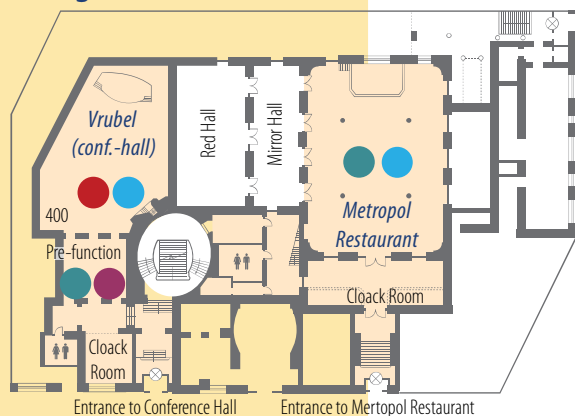 Vrubel
(conf.-hall)
Red Hall
Mirror Hall
400
Pre-function
Metropol
Restaurant
Cloack Room
Cloack
Room
Entrance to Conference Hall
Entrance to Mertopol Restaurant